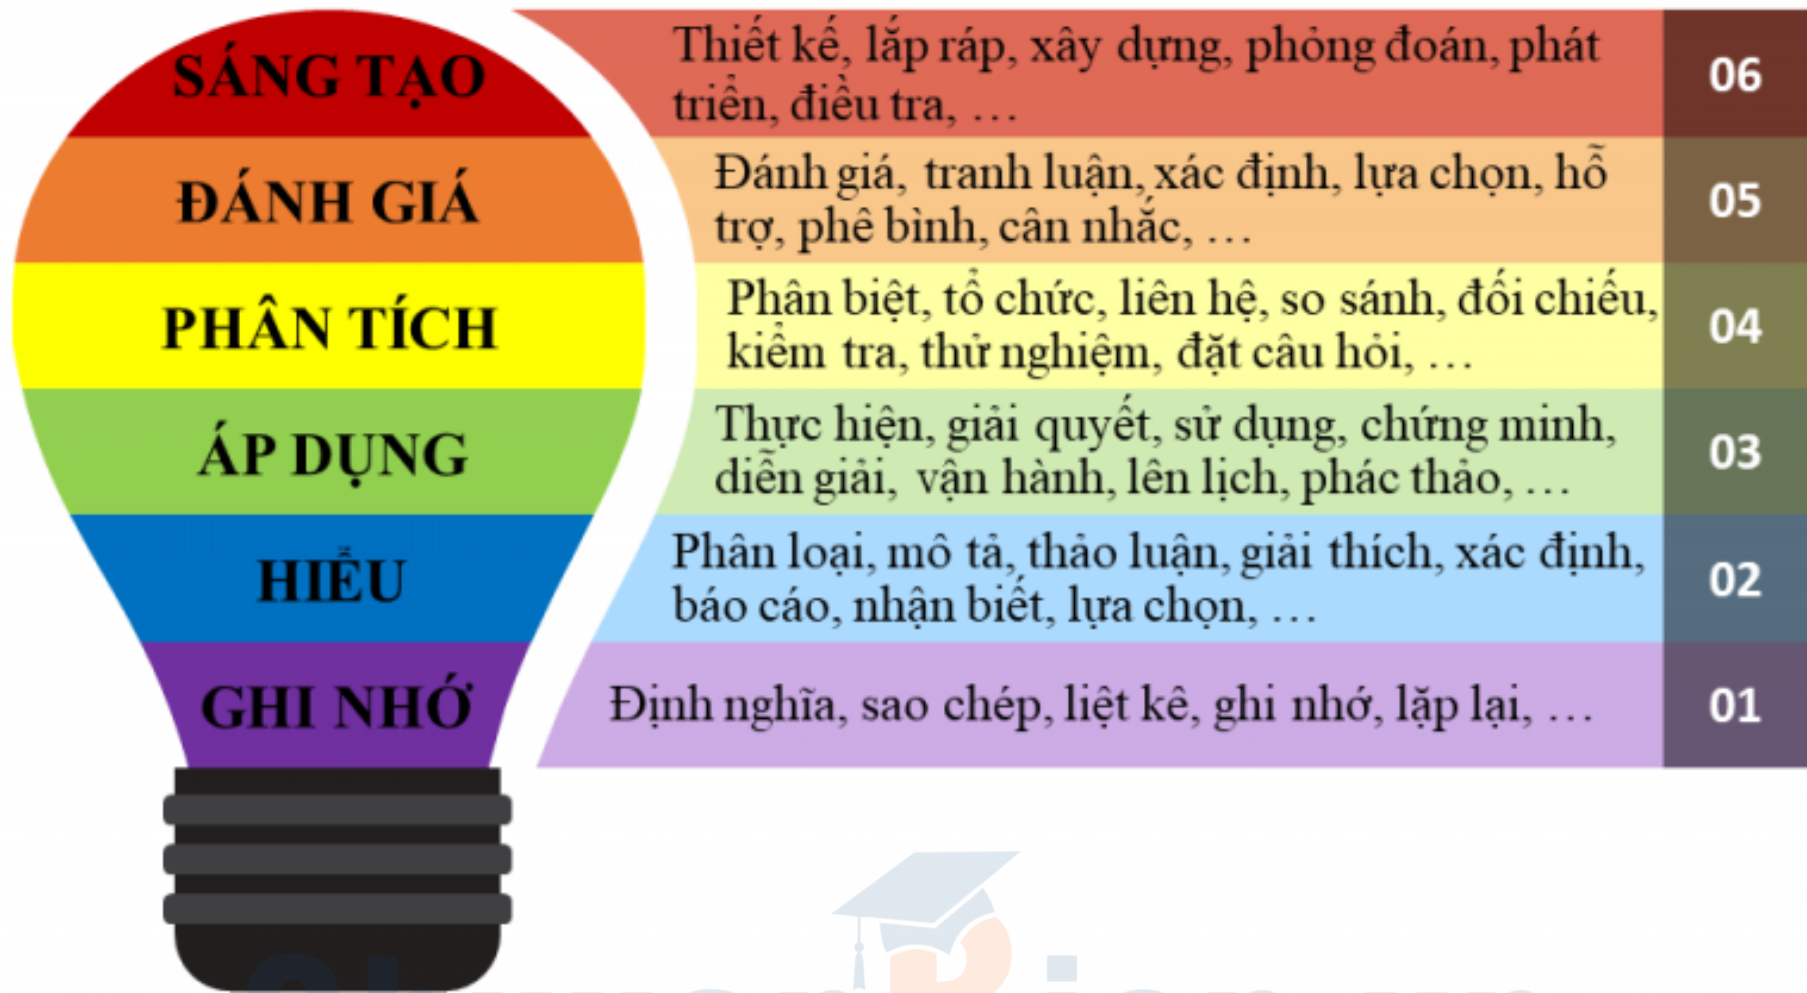 SÁNG TẠO
Thiết kế, lắp ráp, xây dựng, phỏng đoán, phát
triển, điều tra, …
06
ĐÁNH GIÁ
Đánh giá, tranh luận, xác định, lựa chọn, hỗ
trợ, phê bình, cân nhắc, …
05
PHÂN TÍCH
Phân biệt, tổ chức, liên hệ, so sánh, đối chiếu,
kiểm tra, thử nghiệm, đặt câu hỏi, …
04
ÁP DỤNG
Thực hiện, giải quyết, sử dụng, chứng minh,
diễn giải, vận hành, lên lịch, phác thảo, …
03
HIỂU
Phân loại, mô tả, thảo luận, giải thích, xác định,
báo cáo, nhận biết, lựa chọn, …
02
GHI NHỚ
Định nghĩa, sao chép, liệt kê, ghi nhớ, lặp lại, …
01